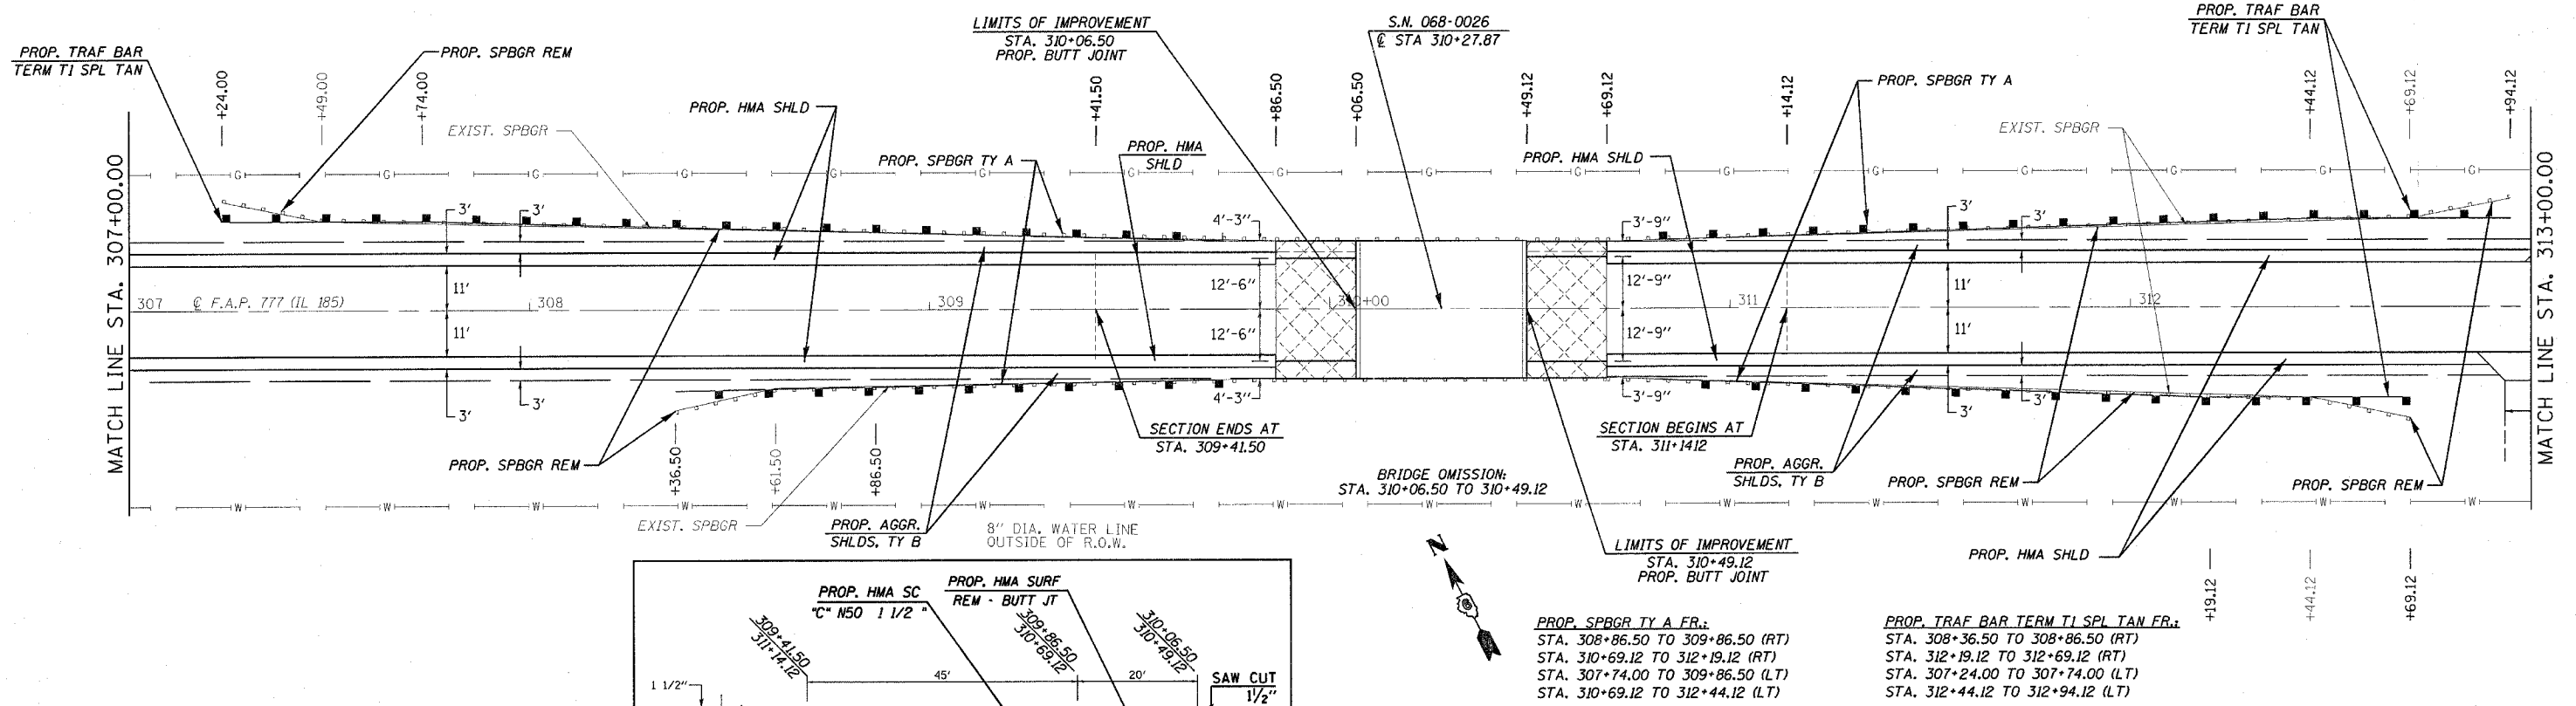 PROP. TRAF BAR
TERM T1 SPL TAN
PROP. SPBGR REM
LIMITS OF IMPROVEMENT
STA. 310+06.50
PROP. BUTT JOINT
S.N. 068-0026
℄ STA 310+27.87
PROP. TRAF BAR
TERM T1 SPL TAN
+24.00
+49.00
+74.00
+41.50
+86.50
+06.50
+49.12
+69.12
+14.12
+44.12
+69.12
+94.12
PROP. HMA SHLD
EXIST. SPBGR
PROP. SPBGR TY A
PROP. HMA
SHLD
PROP. HMA SHLD
PROP. SPBGR TY A
EXIST. SPBGR
MATCH LINE STA. 307+00.00
MATCH LINE STA. 313+00.00
G G G G G G G G G G G G
3' 3' 4'-3" 3'-9" 3' 3'
11' 12'-6" 12'-9" 11'
307 ℄ F.A.P. 777 (IL 185) 308 309 310+00 311 312
11' 12'-6" 12'-9" 11'
3' 3' 4'-3" 3'-9" 3' 3'
SECTION ENDS AT
STA. 309+41.50
SECTION BEGINS AT
STA. 311+1412
PROP. SPBGR REM
+36.50
+61.50
+86.50
BRIDGE OMISSION:
STA. 310+06.50 TO 310+49.12
PROP. AGGR.
SHLDS, TY B
PROP. SPBGR REM
PROP. SPBGR REM
W W W W W W W W W W W W
EXIST. SPBGR
PROP. AGGR.
SHLDS, TY B
8" DIA. WATER LINE
OUTSIDE OF R.O.W.
LIMITS OF IMPROVEMENT
STA. 310+49.12
PROP. BUTT JOINT
PROP. HMA SHLD
+19.12
+44.12
+69.12
N
PROP. HMA SC
"C" N50 1 1/2 "
PROP. HMA SURF
REM - BUTT JT
309+41.50
311+14.12
309+86.50
310+69.12
310+06.50
310+49.12
45'
20'
SAW CUT
1 1/2"
1 1/2"
PROP. SPBGR TY A FR.:
STA. 308+86.50 TO 309+86.50 (RT)
STA. 310+69.12 TO 312+19.12 (RT)
STA. 307+74.00 TO 309+86.50 (LT)
STA. 310+69.12 TO 312+44.12 (LT)
PROP. TRAF BAR TERM T1 SPL TAN FR.:
STA. 308+36.50 TO 308+86.50 (RT)
STA. 312+19.12 TO 312+69.12 (RT)
STA. 307+24.00 TO 307+74.00 (LT)
STA. 312+44.12 TO 312+94.12 (LT)